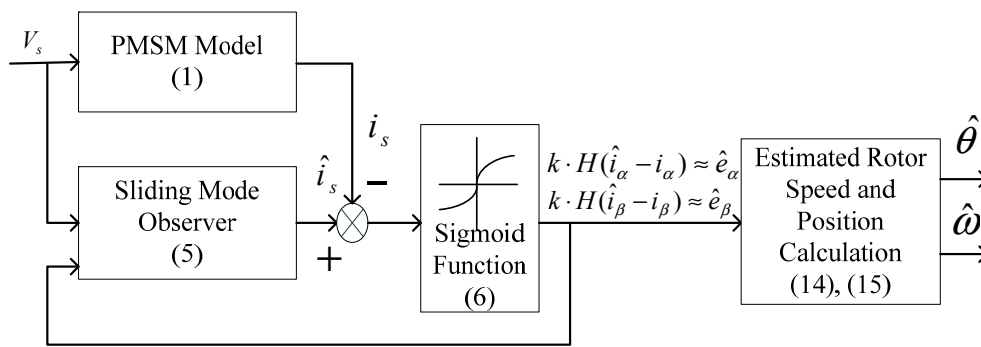 V_s
PMSM Model
(1)
i_s
−
î_s
+
Sliding Mode
Observer
(5)
Sigmoid
Function
(6)
k · H(î_α − i_α) ≈ ê_α
k · H(î_β − i_β) ≈ ê_β
Estimated Rotor
Speed and
Position
Calculation
(14), (15)
θ̂
ω̂